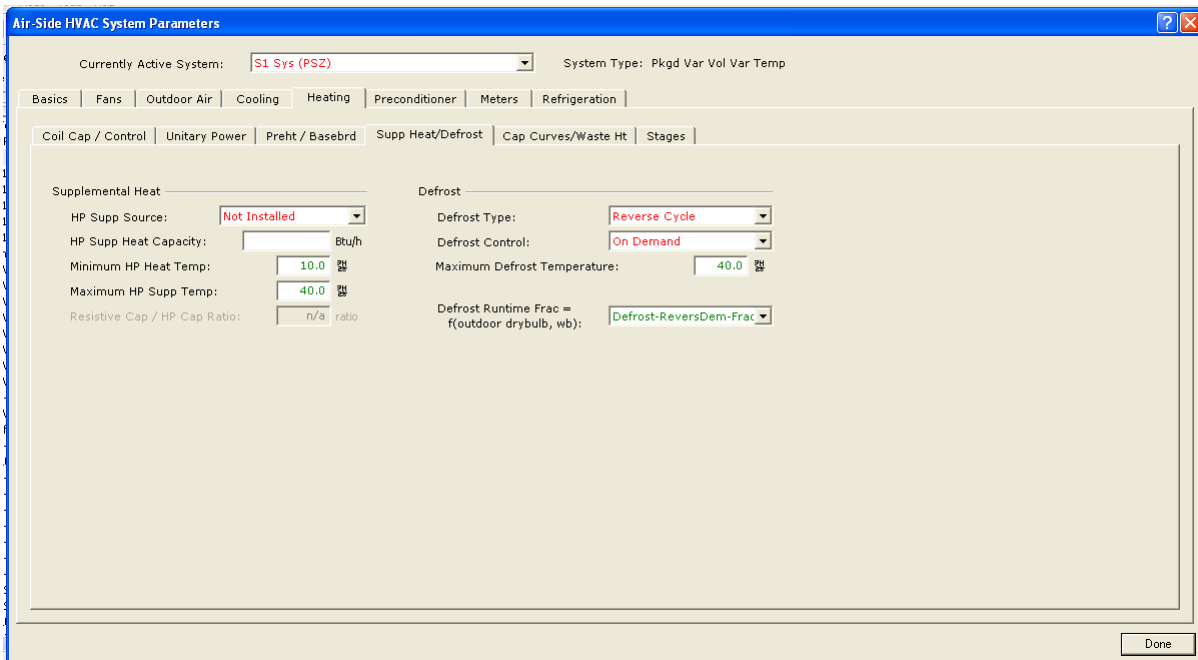 Air-Side HVAC System Parameters
Currently Active System: S1 Sys (PSZ) System Type: Pkgd Var Vol Var Temp
Basics Fans Outdoor Air Cooling Heating Preconditioner Meters Refrigeration
Coil Cap / Control Unitary Power Preht / Basebrd Supp Heat/Defrost Cap Curves/Waste Ht Stages
Supplemental Heat
HP Supp Source: Not Installed
HP Supp Heat Capacity: Btu/h
Minimum HP Heat Temp: 10.0
Maximum HP Supp Temp: 40.0
Resistive Cap / HP Cap Ratio: n/a ratio
Defrost
Defrost Type: Reverse Cycle
Defrost Control: On Demand
Maximum Defrost Temperature: 40.0
Defrost Runtime Frac =
f(outdoor drybulb, wb): Defrost-ReversDem-Frac
Done